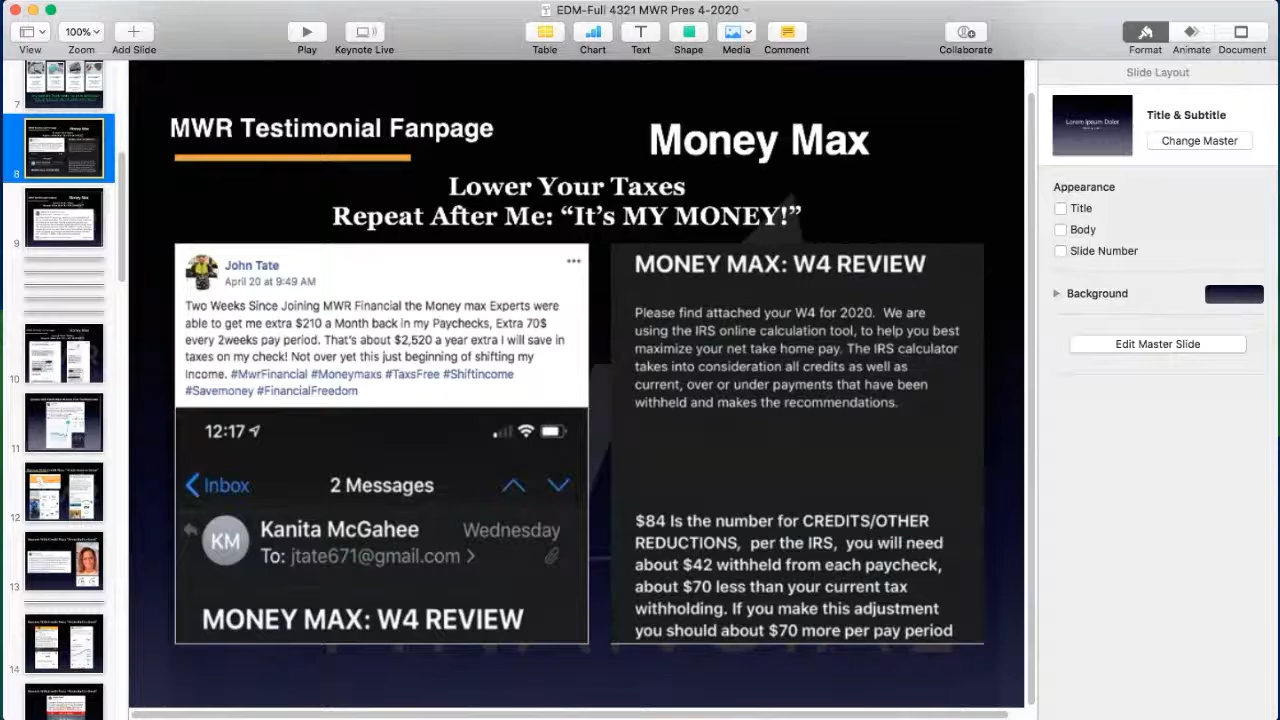 EDM-Full 4321 MWR Pres 4-2020
100%
View
Zoom
Add Slide
Play
Keynote Live
Table
Chart
Text
Shape
Media
Comment
Collaborate
Format
Animate
Document
7
8
9
10
11
12
13
14
MWR Testimonial Fanpage
Money Max
Lower Your Taxes
Repeat After me: “It’s MY MONEY!”
John Tate
April 20 at 9:49 AM
Two Weeks Since Joining MWR Financial the Money max Experts were
able to get me extra $210 a Month back in my Paychecks, Extra 70$
every 2weeks pay period. That's about $2,520 a year extra I will save in
taxes on my check! Not over yet this just beginning of shifting my
Income. #MwrFinancial #Moneymaxs #TaxsFree #Shiftincome
#Savemoney #FinancialFreedom
12:17
Inbox
2 Messages
KM
Kanita McGahee
Wednesday
To:
MONEY MAX: W4 REVIEW
MONEY MAX: W4 REVIEW
Please find attached your W4 for 2020. We are
using the IRS online calculation tool, to help you best
maximize your net take home pay. The IRS calculator
takes into consideration all credits as well as
current, over or under payments that have been
withheld and makes the recommendations.
$84 Is the number for CREDITS/OTHER
REDUCTIONS. Per the IRS, you will need
about $42 withheld from each paycheck,
about $70 less than your current tax
withholding. If you make this adjustment
you should about $70 more per pay period
Slide Layout
Lorem Ipsum Dolor
Title & Subtitle
Change Master
Appearance
Title
Body
Slide Number
Background
Edit Master Slide